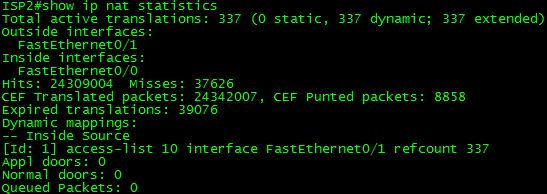 ISP2#show ip nat statistics
Total active translations: 337 (0 static, 337 dynamic; 337 extended)
Outside interfaces:
  FastEthernet0/1
Inside interfaces:
  FastEthernet0/0
Hits: 24309004  Misses: 37626
CEF Translated packets: 24342007, CEF Punted packets: 8858
Expired translations: 39076
Dynamic mappings:
-- Inside Source
[Id: 1] access-list 10 interface FastEthernet0/1 refcount 337
Appl doors: 0
Normal doors: 0
Queued Packets: 0